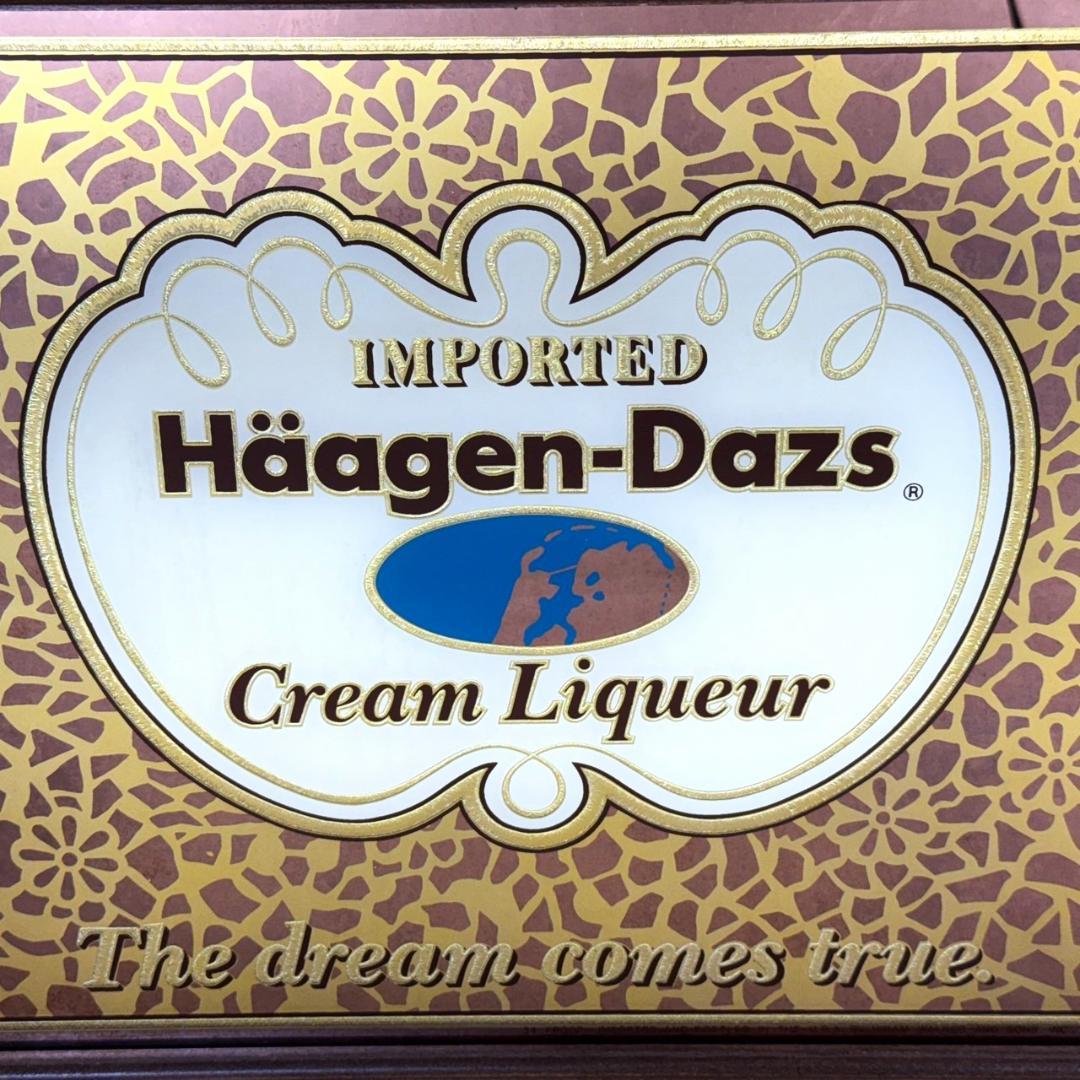 IMPORTED
Häagen-Dazs®
Cream Liqueur
The dream comes true.